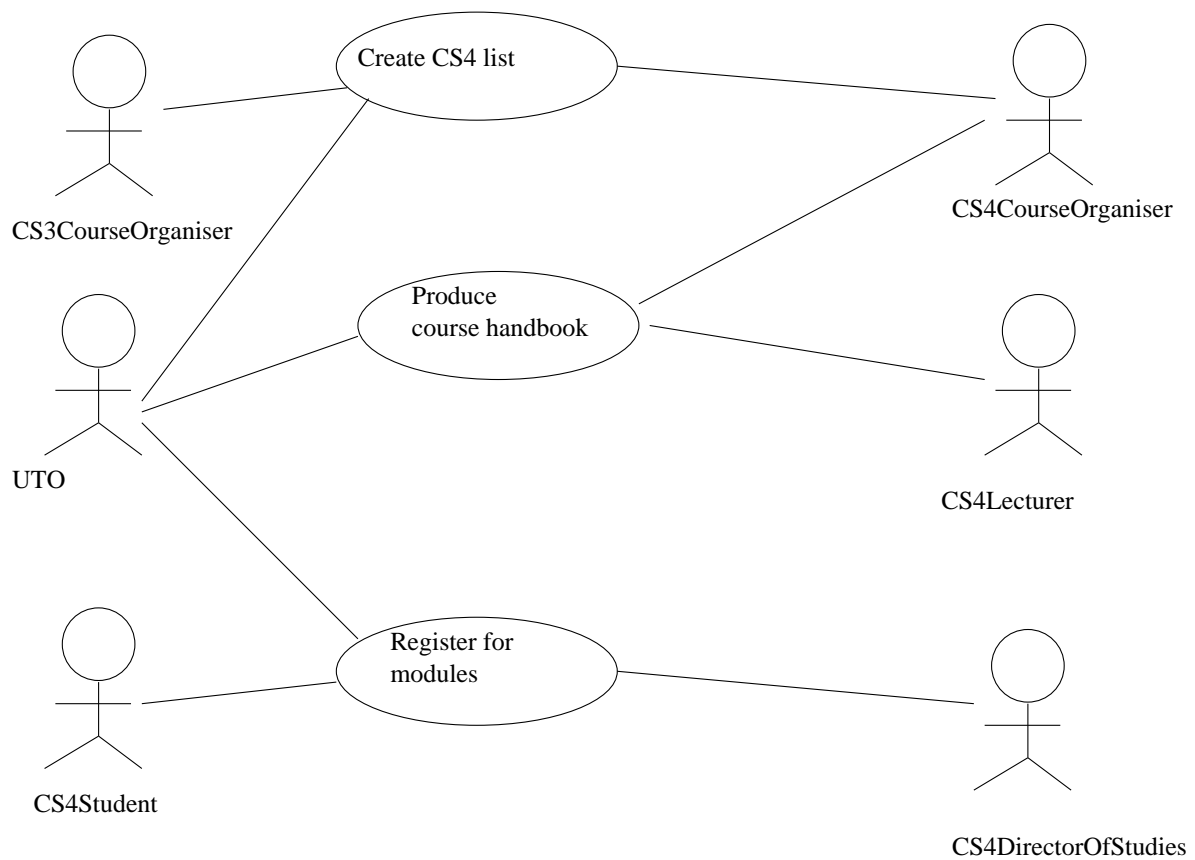 Create CS4 list
CS3CourseOrganiser
CS4CourseOrganiser
Produce
course handbook
UTO
CS4Lecturer
Register for
modules
CS4Student
CS4DirectorOfStudies